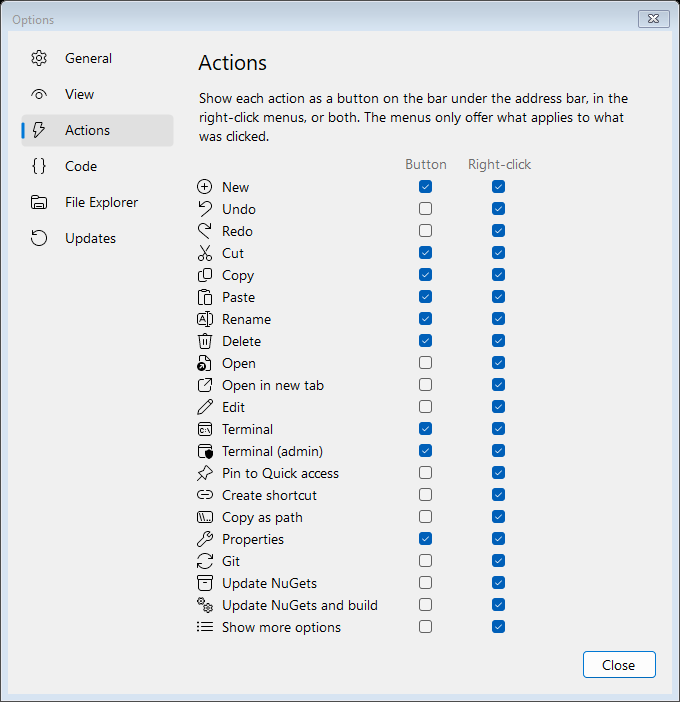 Options
General
View
Actions
Code
File Explorer
Updates
Actions
Show each action as a button on the bar under the address bar, in the
right-click menus, or both. The menus only offer what applies to what
was clicked.
Button Right-click
New
Undo
Redo
Cut
Copy
Paste
Rename
Delete
Open
Open in new tab
Edit
Terminal
Terminal (admin)
Pin to Quick access
Create shortcut
Copy as path
Properties
Git
Update NuGets
Update NuGets and build
Show more options
Close